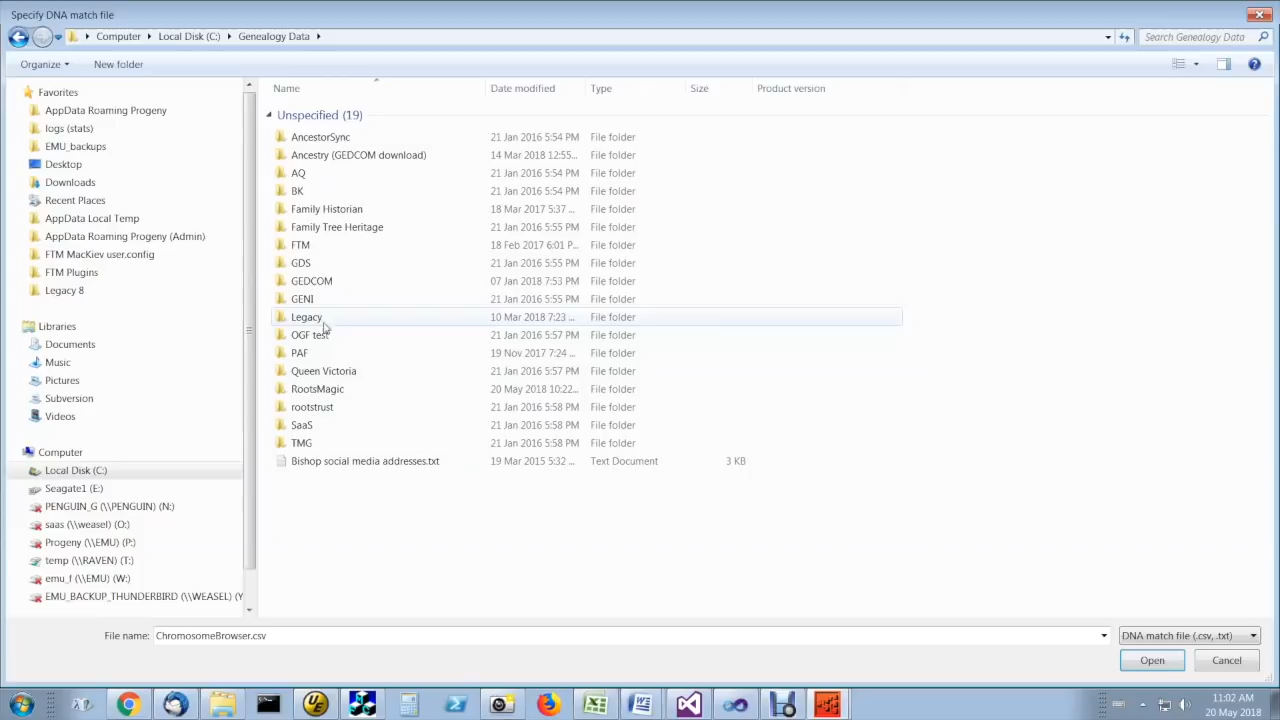 Specify DNA match file
Computer Local Disk (C:) Genealogy Data
Search Genealogy Data
Organize New folder
Name Date modified Type Size Product version
Favorites
AppData Roaming Progeny
logs (stats)
EMU_backups
Desktop
Downloads
Recent Places
AppData Local Temp
AppData Roaming Progeny (Admin)
FTM MacKiev user.config
FTM Plugins
Legacy 8
Libraries
Documents
Music
Pictures
Subversion
Videos
Computer
Local Disk (C:)
Seagate1 (E:)
PENGUIN_G (\\PENGUIN) (N:)
saas (\\weasel) (O:)
Progeny (\\EMU) (P:)
temp (\\RAVEN) (T:)
emu_f (\\EMU) (W:)
EMU_BACKUP_THUNDERBIRD (\\WEASEL) (Y
Unspecified (19)
AncestorSync 21 Jan 2016 5:54 PM File folder
Ancestry (GEDCOM download) 14 Mar 2018 12:55... File folder
AQ 21 Jan 2016 5:54 PM File folder
BK 21 Jan 2016 5:54 PM File folder
Family Historian 18 Mar 2017 5:37 ... File folder
Family Tree Heritage 21 Jan 2016 5:55 PM File folder
FTM 18 Feb 2017 6:01 P... File folder
GDS 21 Jan 2016 5:55 PM File folder
GEDCOM 07 Jan 2018 7:53 PM File folder
GENI 21 Jan 2016 5:55 PM File folder
Legacy 10 Mar 2018 7:23 ... File folder
OGF test 21 Jan 2016 5:57 PM File folder
PAF 19 Nov 2017 7:24 ... File folder
Queen Victoria 21 Jan 2016 5:57 PM File folder
RootsMagic 20 May 2018 10:22... File folder
rootstrust 21 Jan 2016 5:58 PM File folder
SaaS 21 Jan 2016 5:58 PM File folder
TMG 21 Jan 2016 5:58 PM File folder
Bishop social media addresses.txt 19 Mar 2015 5:32 ... Text Document 3 KB
File name: ChromosomeBrowser.csv DNA match file (.csv, .txt)
Open Cancel
11:02 AM
20 May 2018